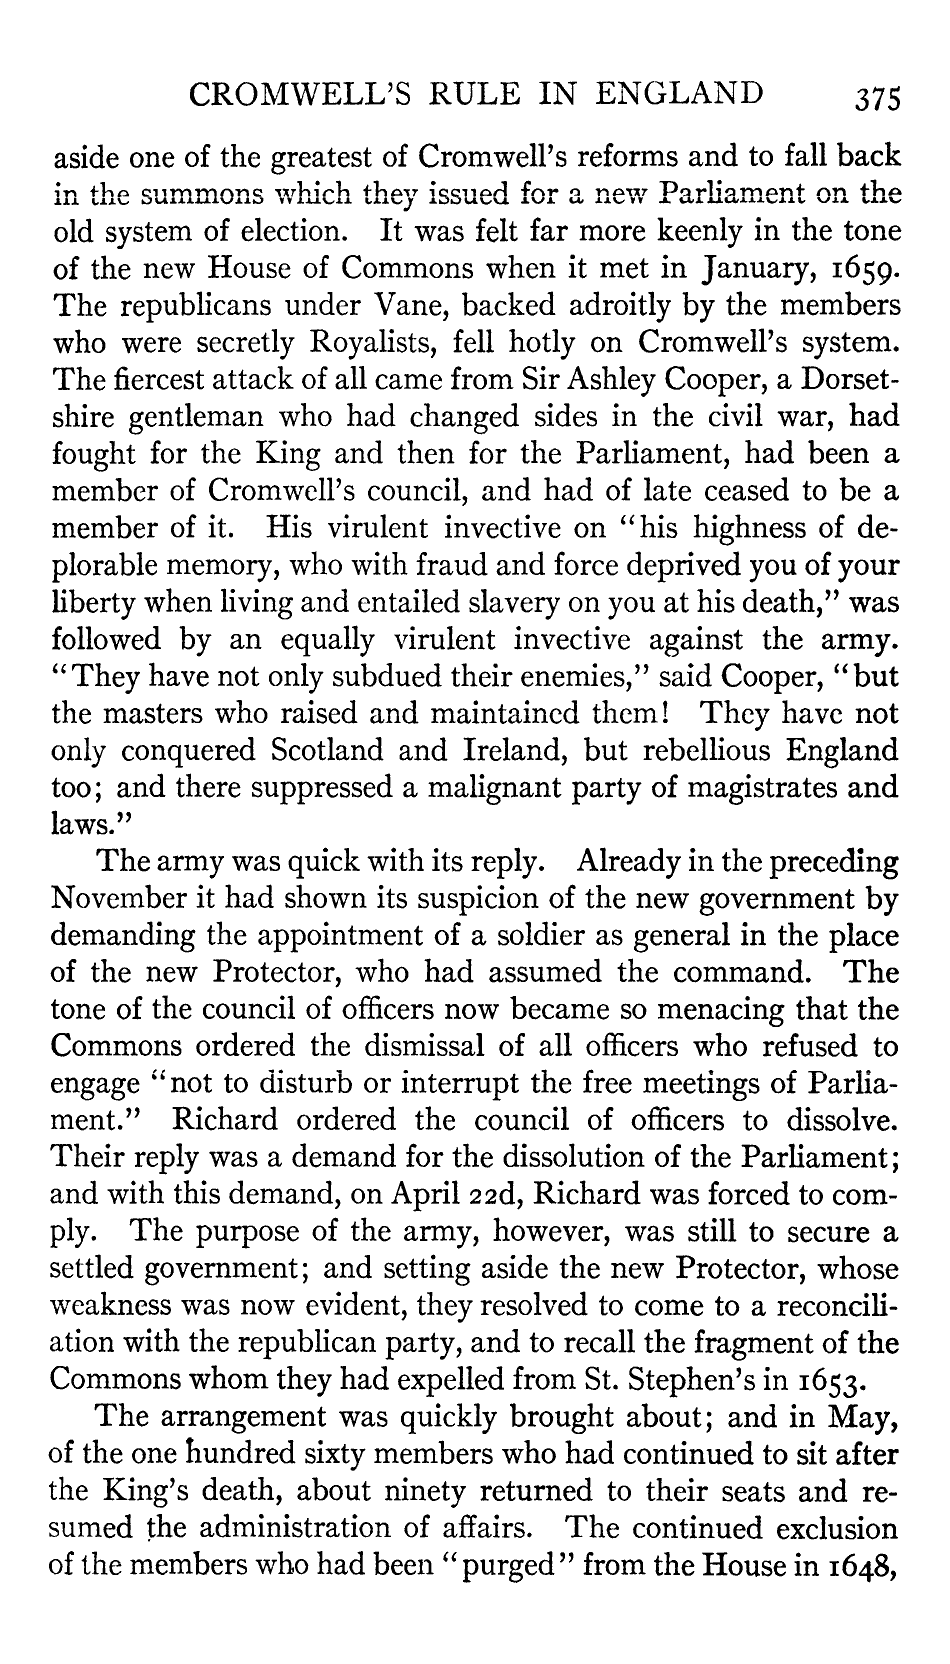 CROMWELL'S RULE IN ENGLAND 375
aside one of the greatest of Cromwell's reforms and to fall back
in the summons which they issued for a new Parliament on the
old system of election. It was felt far more keenly in the tone
of the new House of Commons when it met in January, 1659.
The republicans under Vane, backed adroitly by the members
who were secretly Royalists, fell hotly on Cromwell's system.
The fiercest attack of all came from Sir Ashley Cooper, a Dorset-
shire gentleman who had changed sides in the civil war, had
fought for the King and then for the Parliament, had been a
member of Cromwell's council, and had of late ceased to be a
member of it. His virulent invective on "his highness of de-
plorable memory, who with fraud and force deprived you of your
liberty when living and entailed slavery on you at his death," was
followed by an equally virulent invective against the army.
"They have not only subdued their enemies," said Cooper, "but
the masters who raised and maintained them! They have not
only conquered Scotland and Ireland, but rebellious England
too; and there suppressed a malignant party of magistrates and
laws."
The army was quick with its reply. Already in the preceding
November it had shown its suspicion of the new government by
demanding the appointment of a soldier as general in the place
of the new Protector, who had assumed the command. The
tone of the council of officers now became so menacing that the
Commons ordered the dismissal of all officers who refused to
engage "not to disturb or interrupt the free meetings of Parlia-
ment." Richard ordered the council of officers to dissolve.
Their reply was a demand for the dissolution of the Parliament;
and with this demand, on April 22d, Richard was forced to com-
ply. The purpose of the army, however, was still to secure a
settled government; and setting aside the new Protector, whose
weakness was now evident, they resolved to come to a reconcili-
ation with the republican party, and to recall the fragment of the
Commons whom they had expelled from St. Stephen's in 1653.
The arrangement was quickly brought about; and in May,
of the one hundred sixty members who had continued to sit after
the King's death, about ninety returned to their seats and re-
sumed the administration of affairs. The continued exclusion
of the members who had been "purged" from the House in 1648,